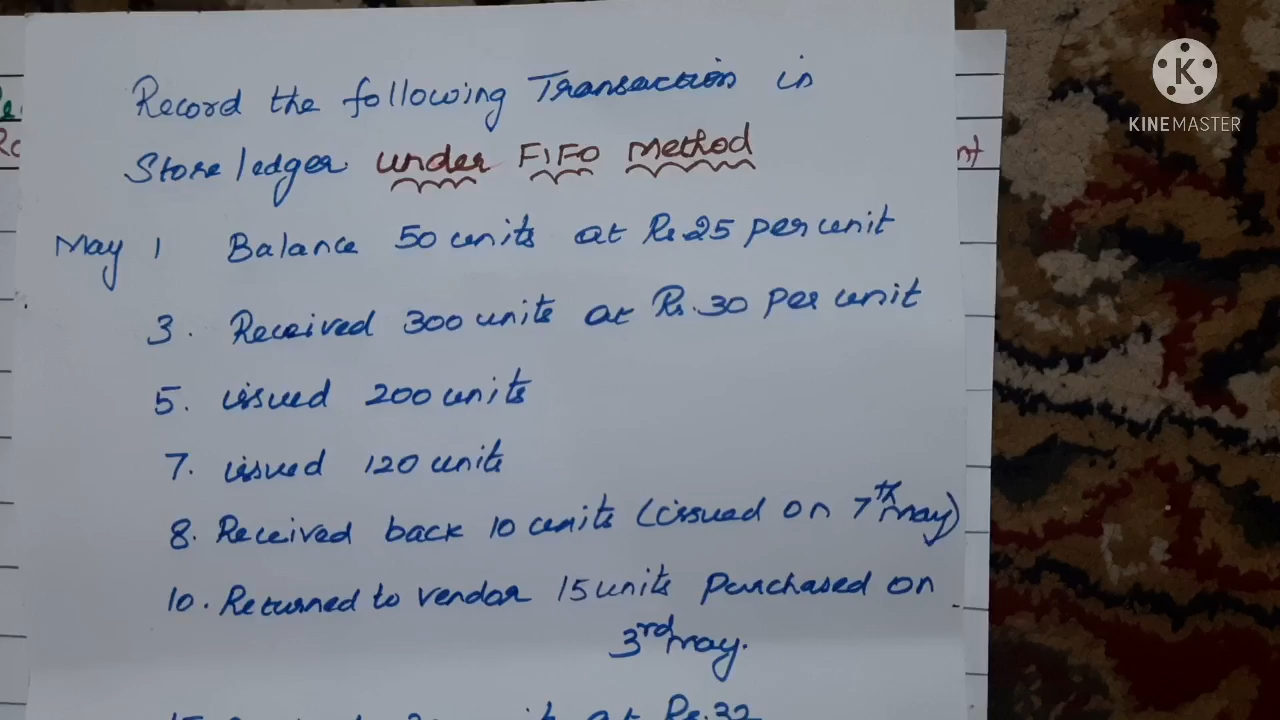 Record the following Transaction in
Store ledger under FIFO Method
May 1 Balance 50 units at Rs.25 per unit
3. Received 300 units at Rs.30 per unit
5. issued 200 units
7. issued 120 units
8. Received back 10 units (issued on 7th may)
10. Returned to vendor 15 units purchased on
3rd may.
at Rs.32
K
KINEMASTER